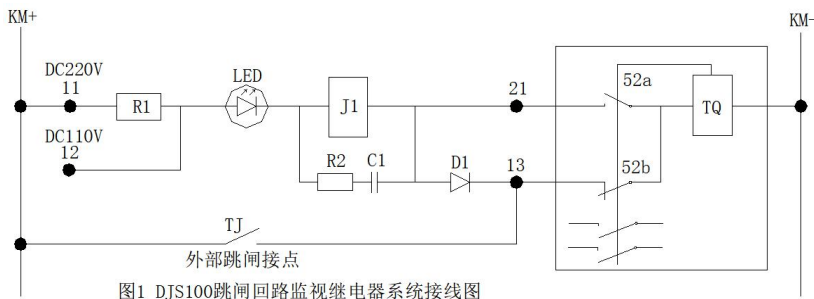 KM+
KM-
DC220V
11
LED
R1
J1
21
52a
TQ
DC110V
12
R2
C1
D1
13
52b
TJ
外部跳闸接点
图1 DJS100跳闸回路监视继电器系统接线图